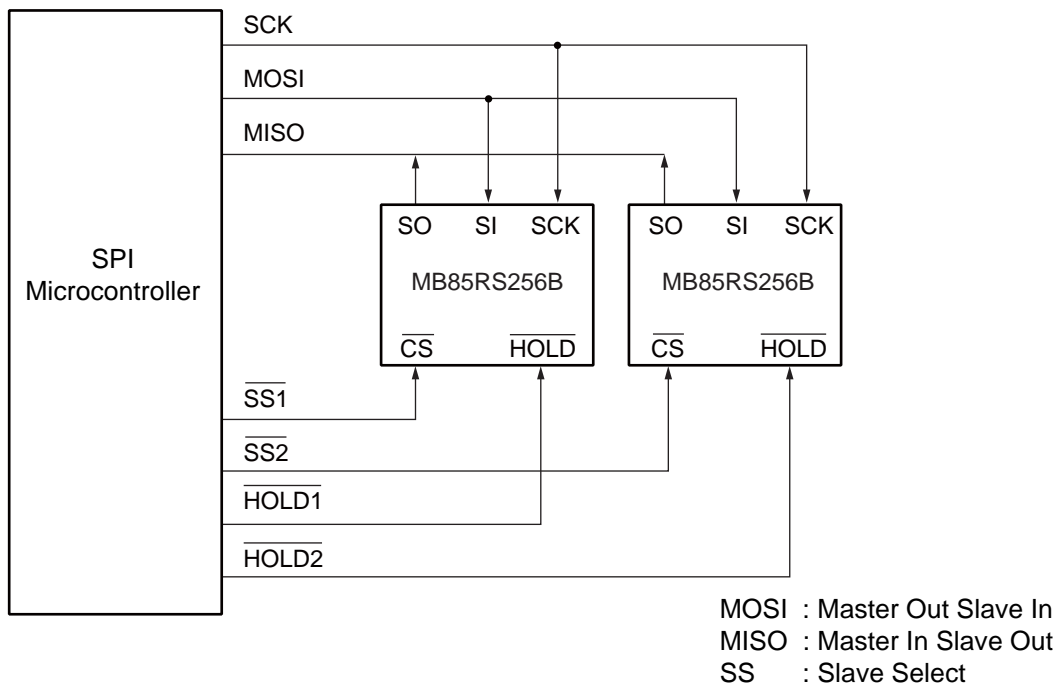 SCK
MOSI
MISO
SPI
Microcontroller
SO SI SCK
MB85RS256B
CS HOLD
SO SI SCK
MB85RS256B
CS HOLD
SS1
SS2
HOLD1
HOLD2
MOSI : Master Out Slave In
MISO : Master In Slave Out
SS : Slave Select